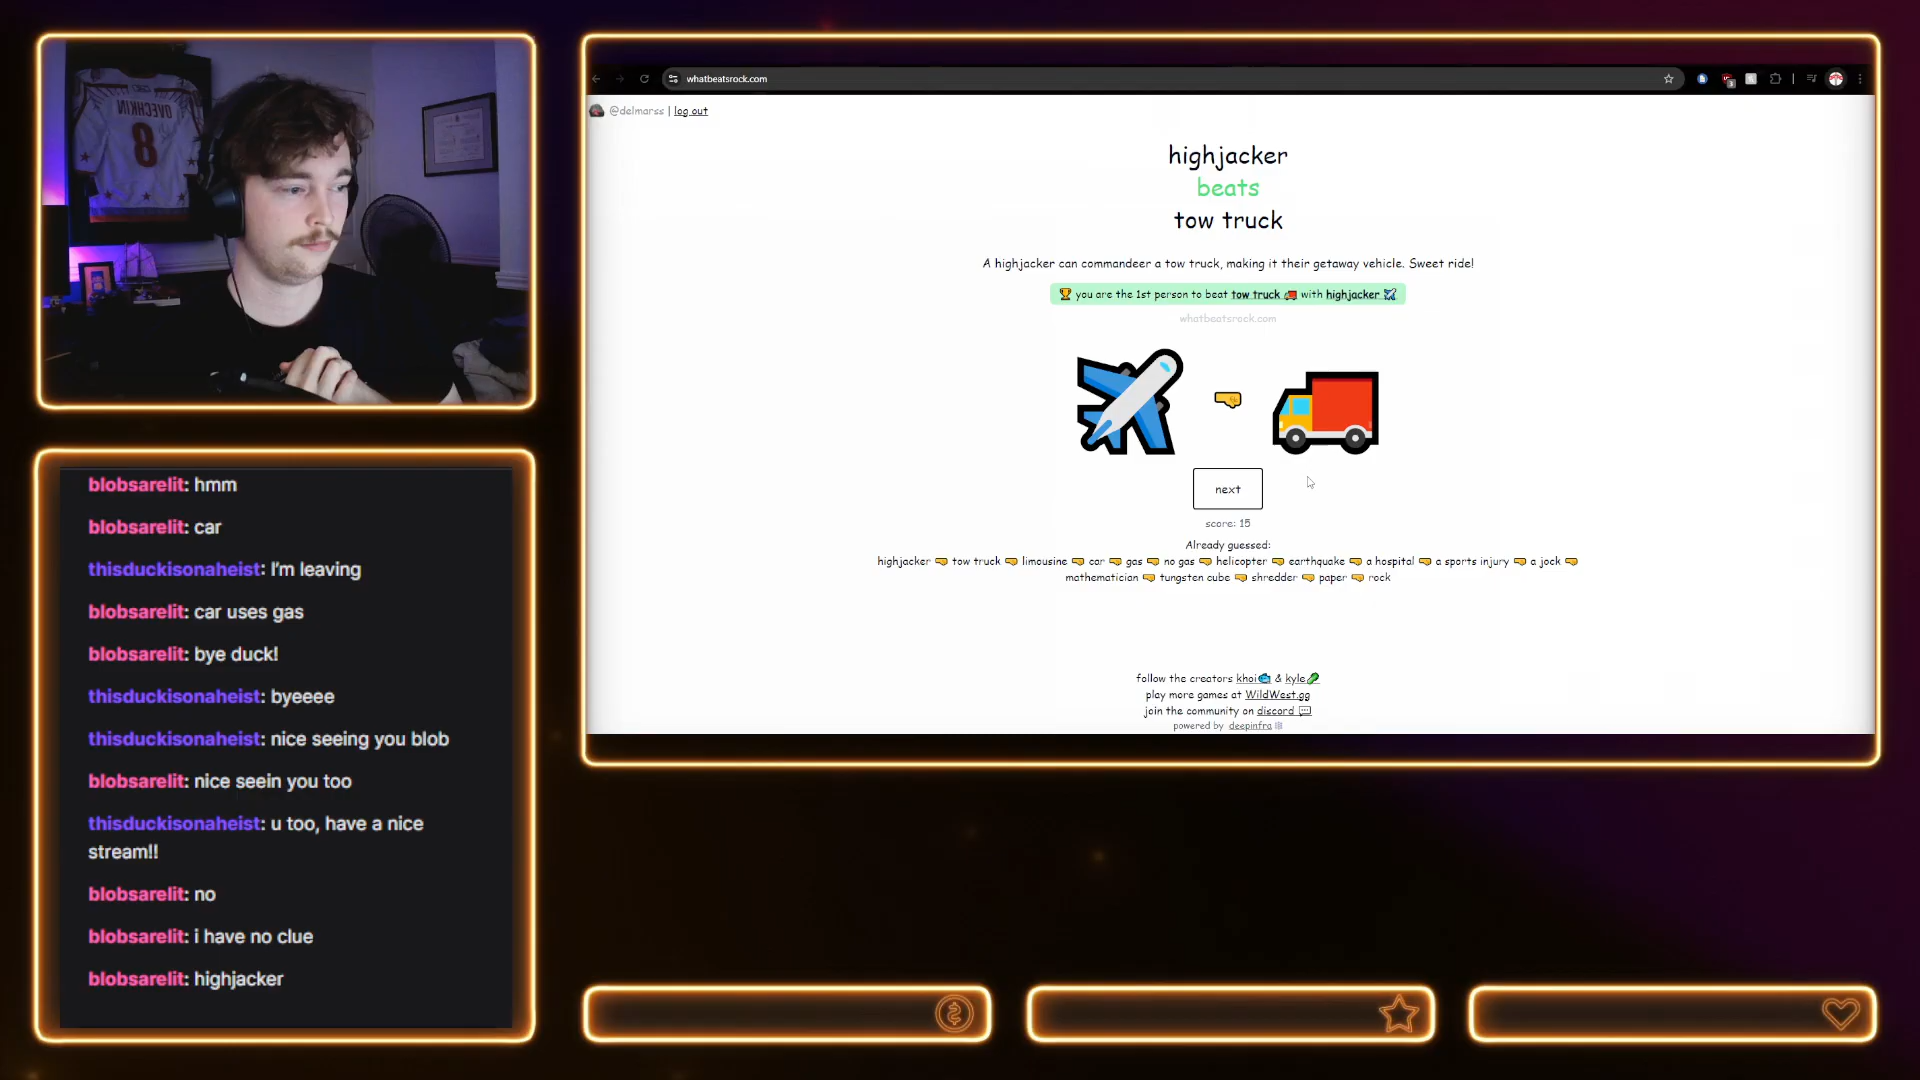 OVECHKIN
8
blobsarelit: hmm
blobsarelit: car
thisduckisonaheist: I'm leaving
blobsarelit: car uses gas
blobsarelit: bye duck!
thisduckisonaheist: byeeee
thisduckisonaheist: nice seeing you blob
blobsarelit: nice seein you too
thisduckisonaheist: u too, have a nice
stream!!
blobsarelit: no
blobsarelit: i have no clue
blobsarelit: highjacker
whatbeatsrock.com
@delmarss | log out
highjacker
beats
tow truck
A highjacker can commandeer a tow truck, making it their getaway vehicle. Sweet ride!
🏆 you are the 1st person to beat tow truck 🚚 with highjacker ✈️
whatbeatsrock.com
next
score: 15
Already guessed:
highjacker 🤜 tow truck 🤜 limousine 🤜 car 🤜 gas 🤜 no gas 🤜 helicopter 🤜 earthquake 🤜 a hospital 🤜 a sports injury 🤜 a jock 🤜
mathematician 🤜 tungsten cube 🤜 shredder 🤜 paper 🤜 rock
follow the creators khoi🐟 & kyle🥒
play more games at WildWest.gg
join the community on discord 💬
powered by deepinfra